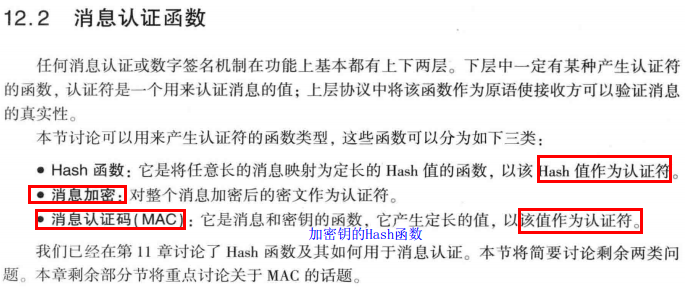 12.2 消息认证函数
任何消息认证或数字签名机制在功能上基本都有上下两层。下层中一定有某种产生认证符
的函数，认证符是一个用来认证消息的值；上层协议中将该函数作为原语使接收方可以验证消息
的真实性。
本节讨论可以用来产生认证符的函数类型，这些函数可以分为如下三类：
● Hash 函数：它是将任意长的消息映射为定长的 Hash 值的函数，以该 Hash 值作为认证符。
● 消息加密：对整个消息加密后的密文作为认证符。
● 消息认证码(MAC)：它是消息和密钥的函数，它产生定长的值，以该值作为认证符。
加密钥的Hash函数
我们已经在第 11 章讨论了 Hash 函数及其如何用于消息认证。本节将简要讨论剩余两类问
题。本章剩余部分节将重点讨论关于 MAC 的话题。